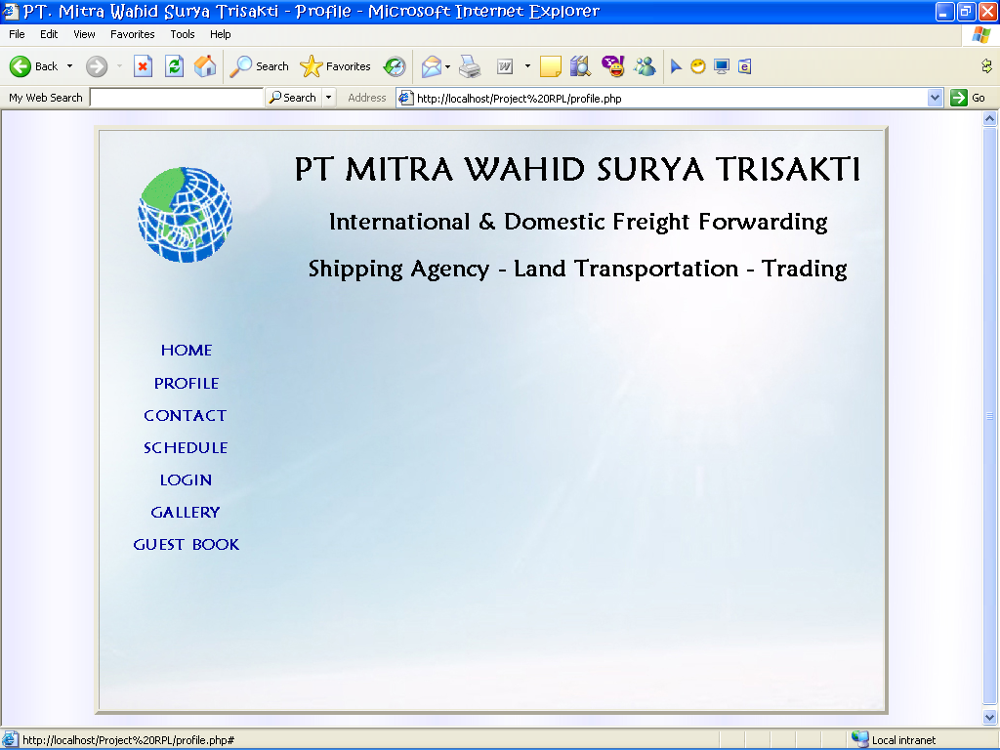 PT. Mitra Wahid Surya Trisakti - Profile - Microsoft Internet Explorer
File Edit View Favorites Tools Help
Back Search Favorites
My Web Search Search Address http://localhost/Project%20RPL/profile.php Go
PT MITRA WAHID SURYA TRISAKTI
International & Domestic Freight Forwarding
Shipping Agency - Land Transportation - Trading
HOME
PROFILE
CONTACT
SCHEDULE
LOGIN
GALLERY
GUEST BOOK
http://localhost/Project%20RPL/profile.php# Local intranet